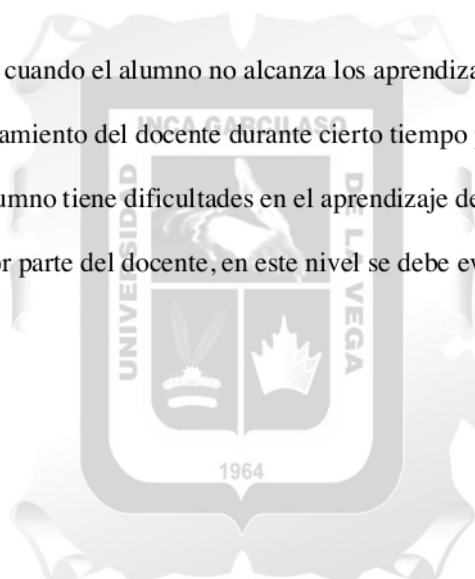 cuando el alumno no alcanza los aprendiza
amiento del docente durante cierto tiempo
umno tiene dificultades en el aprendizaje de
r parte del docente, en este nivel se debe ev
INCA GARCILASO
UNIVERSIDAD
DE LA VEGA
1964